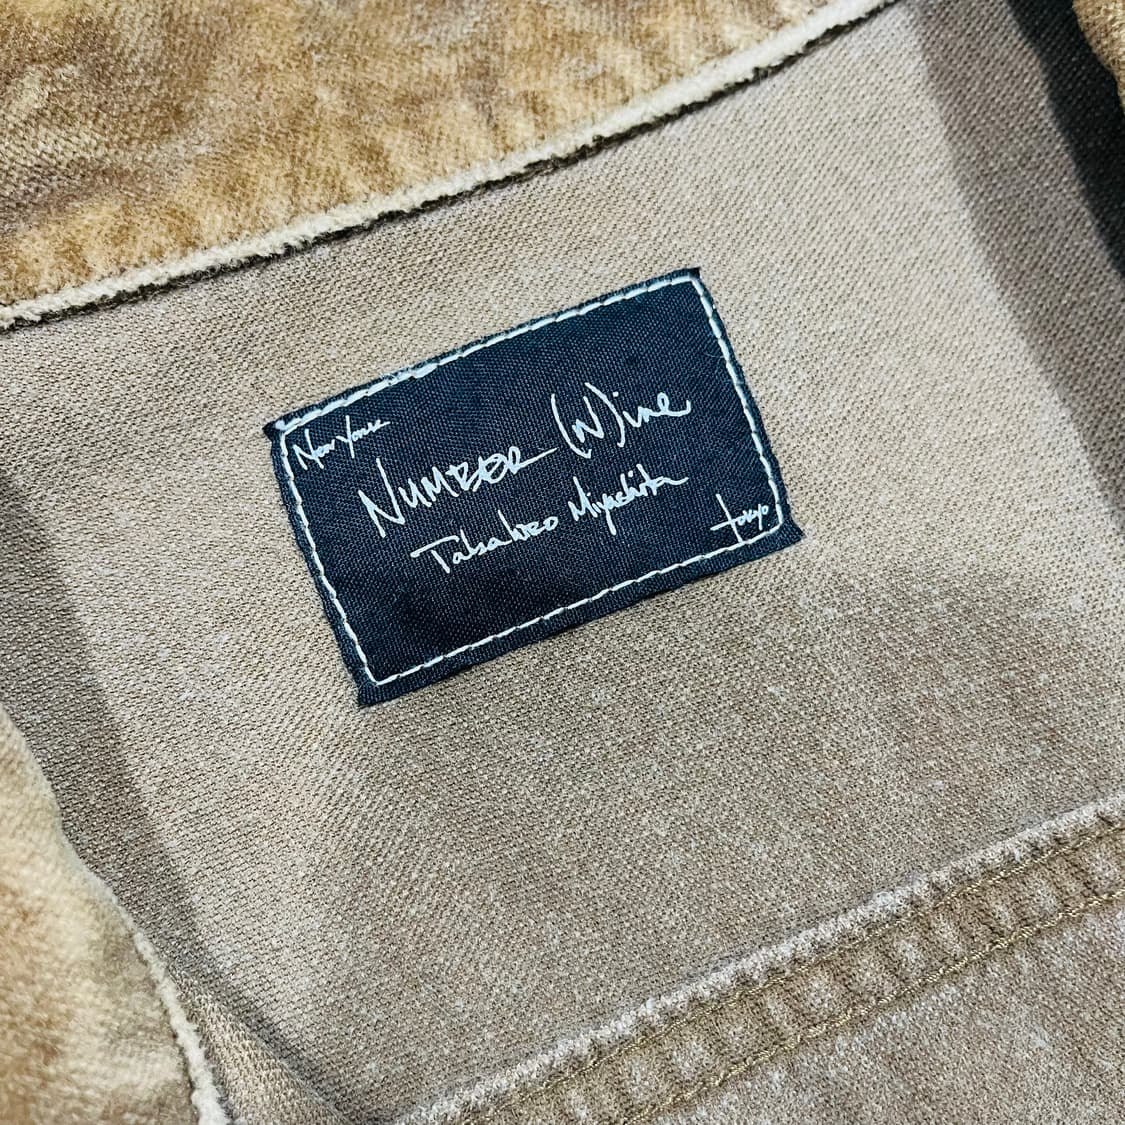 New York
NUMBER (N)ine
Takahiro Miyashita
tokyo